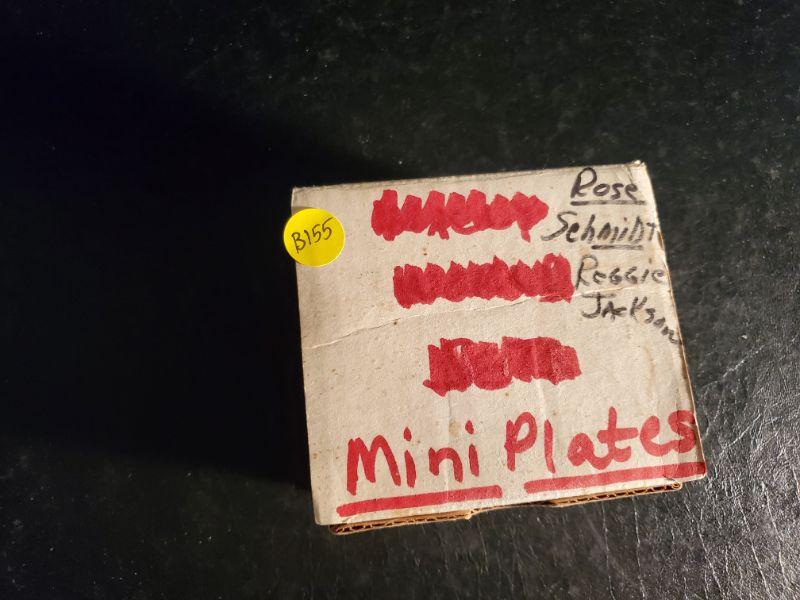 B155
Rose
Schmidt
Reggie
Jackson
Mini Plates